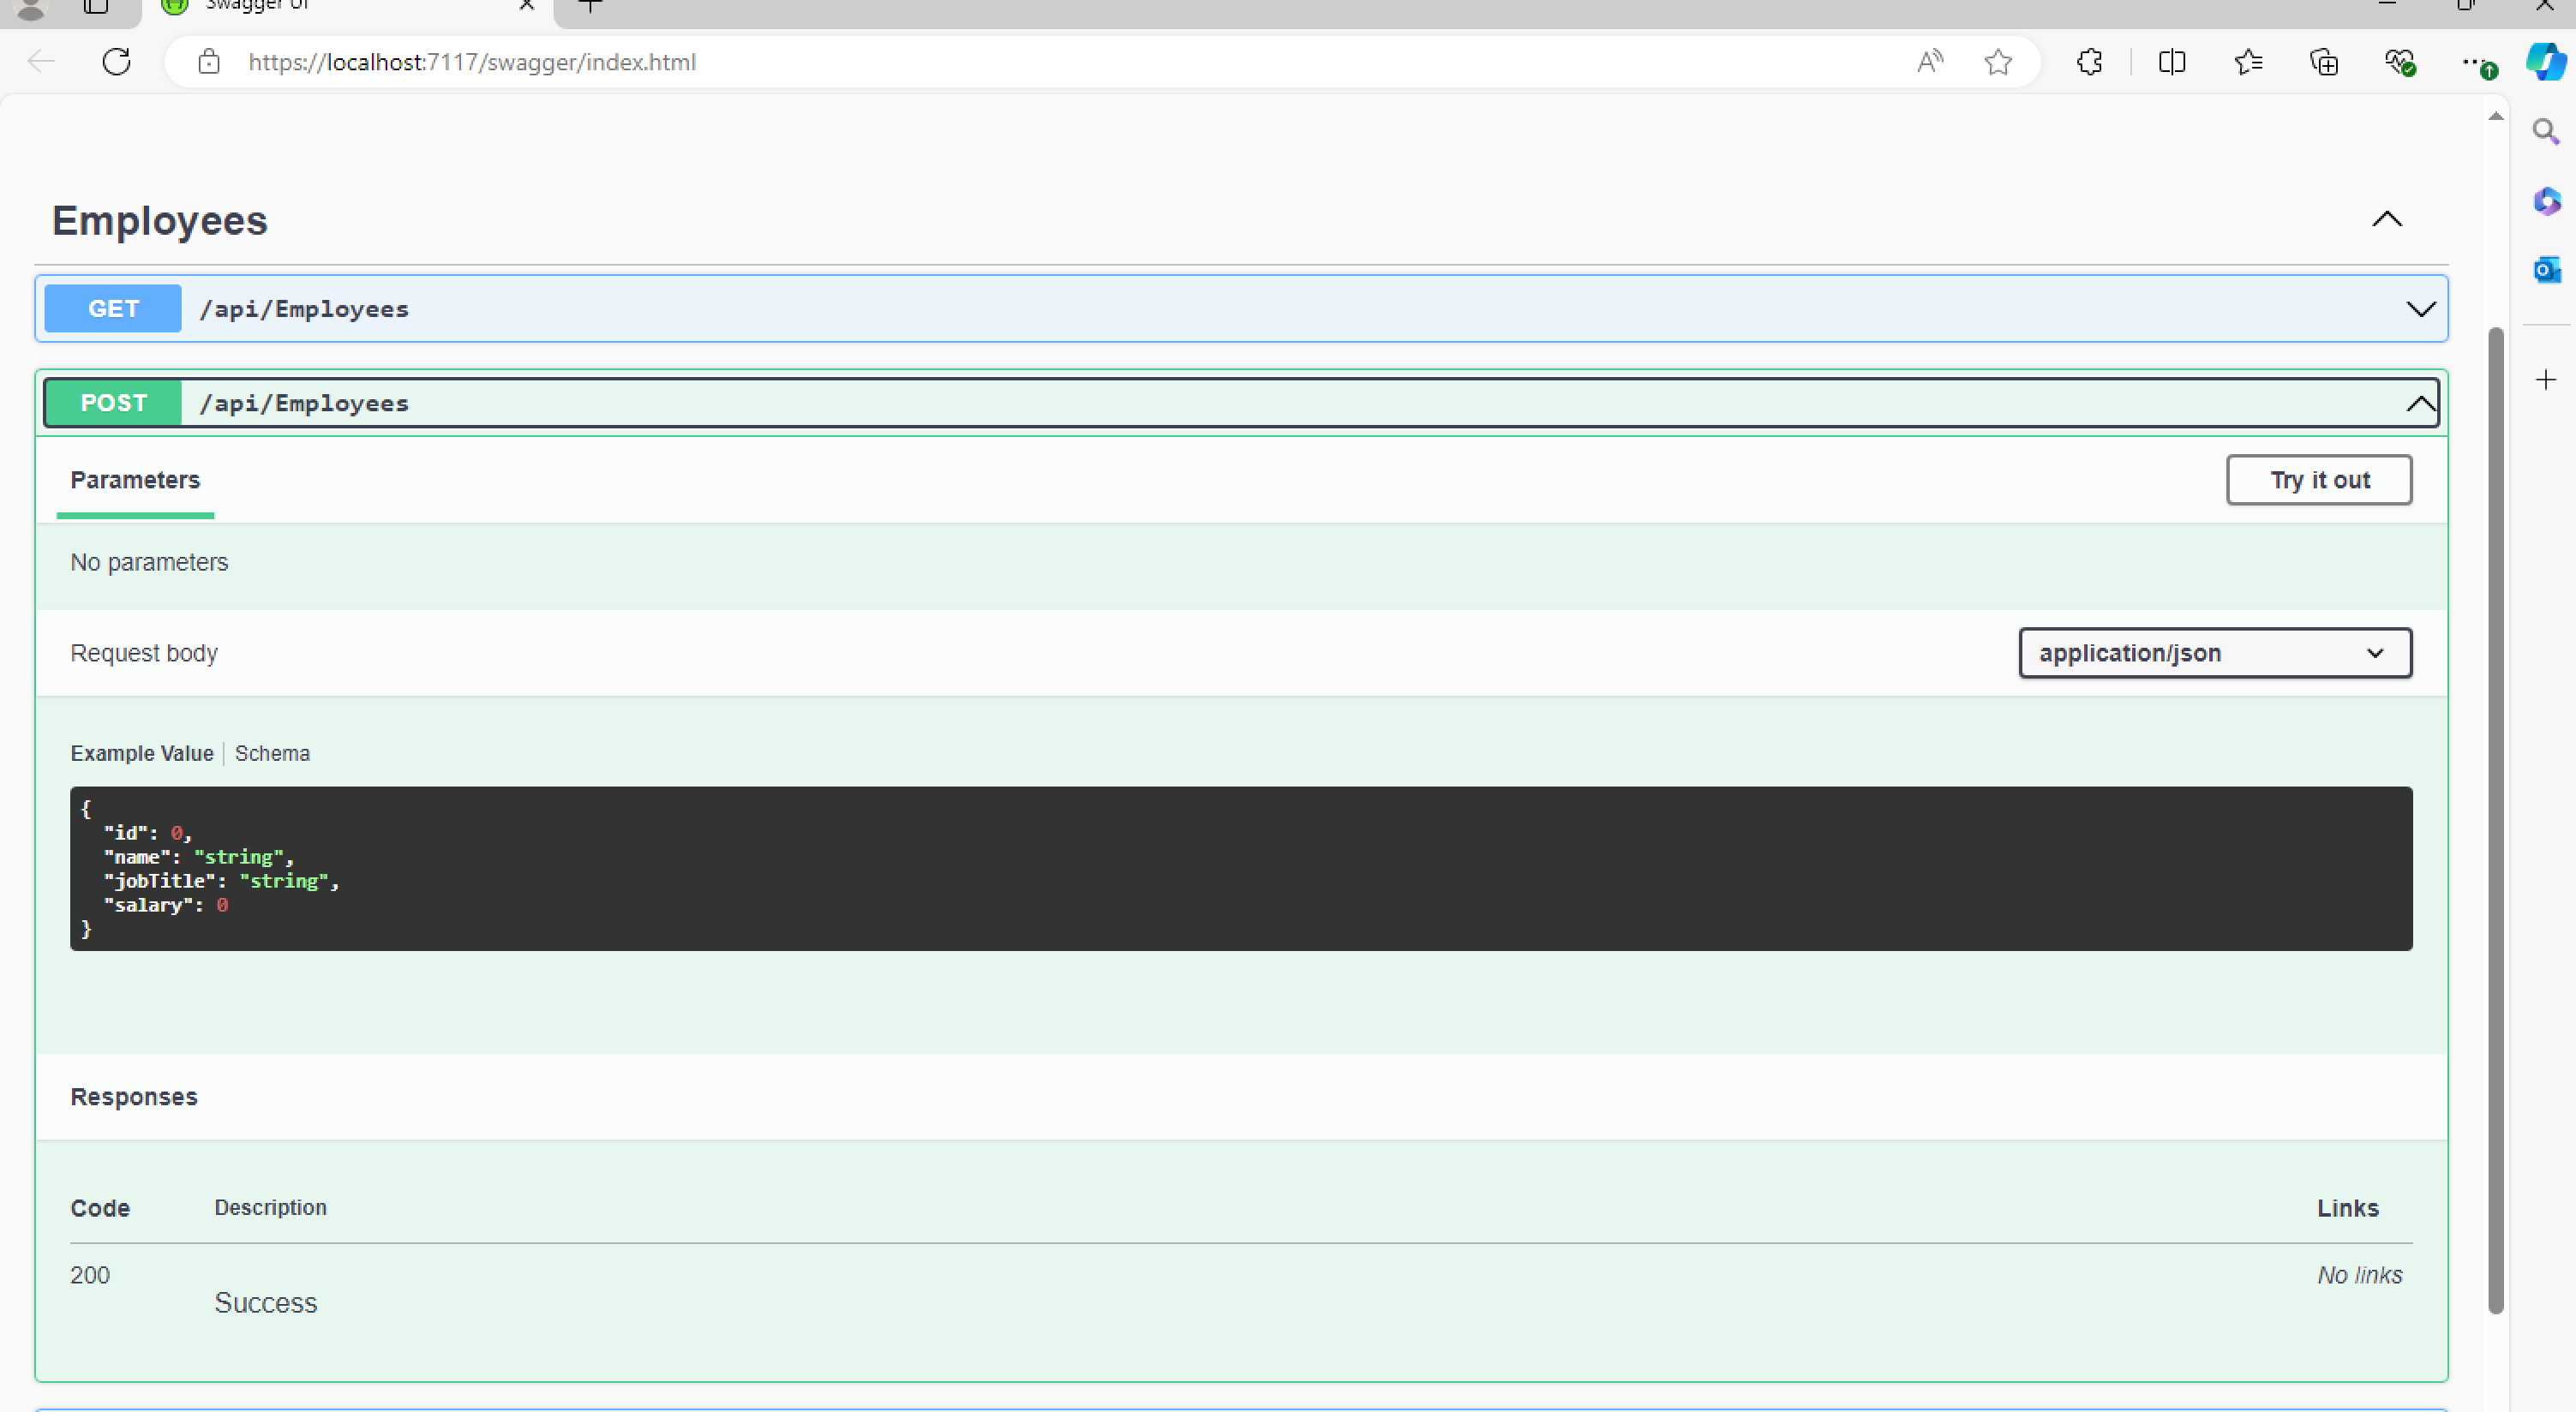 Swagger UI
https://localhost:7117/swagger/index.html
Employees
GET /api/Employees
POST /api/Employees
Parameters
Try it out
No parameters
Request body
application/json
Example Value Schema
{
"id": 0,
"name": "string",
"jobTitle": "string",
"salary": 0
}
Responses
Code Description Links
200 No links
Success